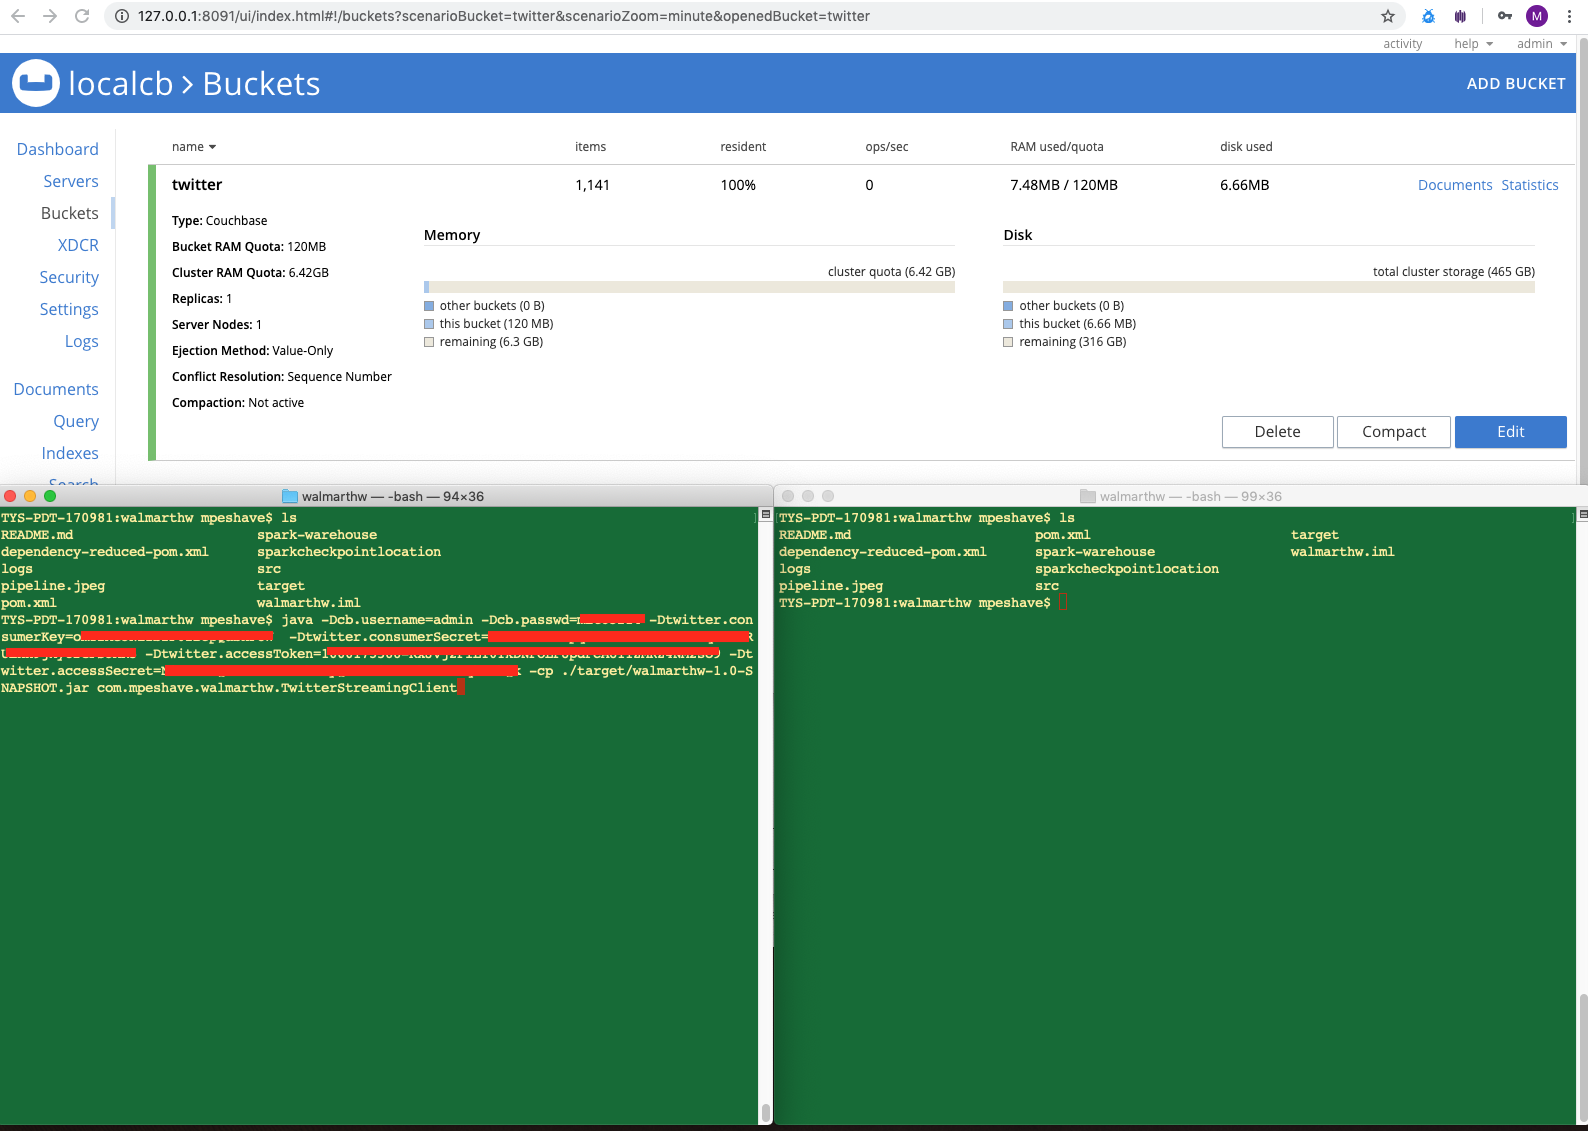 127.0.0.1:8091/ui/index.html#!/buckets?scenarioBucket=twitter&scenarioZoom=minute&openedBucket=twitter
M
activity help admin
localcb > Buckets
ADD BUCKET
Dashboard
Servers
Buckets
XDCR
Security
Settings
Logs
Documents
Query
Indexes
Search
name items resident ops/sec RAM used/quota disk used
twitter 1,141 100% 0 7.48MB / 120MB 6.66MB Documents Statistics
Type: Couchbase
Bucket RAM Quota: 120MB
Cluster RAM Quota: 6.42GB
Replicas: 1
Server Nodes: 1
Ejection Method: Value-Only
Conflict Resolution: Sequence Number
Compaction: Not active
Memory
cluster quota (6.42 GB)
other buckets (0 B)
this bucket (120 MB)
remaining (6.3 GB)
Disk
total cluster storage (465 GB)
other buckets (0 B)
this bucket (6.66 MB)
remaining (316 GB)
Delete Compact Edit
walmarthw — -bash — 94×36
TYS-PDT-170981:walmarthw mpeshave$ ls
README.md spark-warehouse
dependency-reduced-pom.xml sparkcheckpointlocation
logs src
pipeline.jpeg target
pom.xml walmarthw.iml
TYS-PDT-170981:walmarthw mpeshave$ java -Dcb.username=admin -Dcb.passwd= -Dtwitter.con
sumerKey= -Dtwitter.consumerSecret=
-Dtwitter.accessToken= -Dt
witter.accessSecret= -cp ./target/walmarthw-1.0-S
NAPSHOT.jar com.mpeshave.walmarthw.TwitterStreamingClient
walmarthw — -bash — 99×36
TYS-PDT-170981:walmarthw mpeshave$ ls
README.md pom.xml target
dependency-reduced-pom.xml spark-warehouse walmarthw.iml
logs sparkcheckpointlocation
pipeline.jpeg src
TYS-PDT-170981:walmarthw mpeshave$